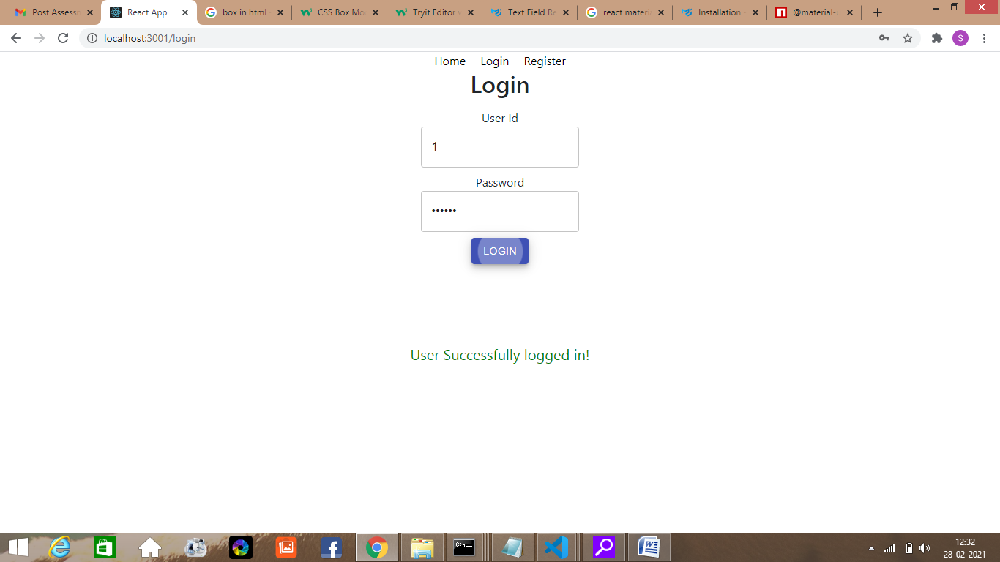 Post Assessm
React App
box in html
CSS Box Mo
Tryit Editor v
Text Field Re
react materia
Installation -
@material-u
localhost:3001/login
S
Home Login Register
Login
User Id
1
Password
••••••
LOGIN
User Successfully logged in!
12:32
28-02-2021